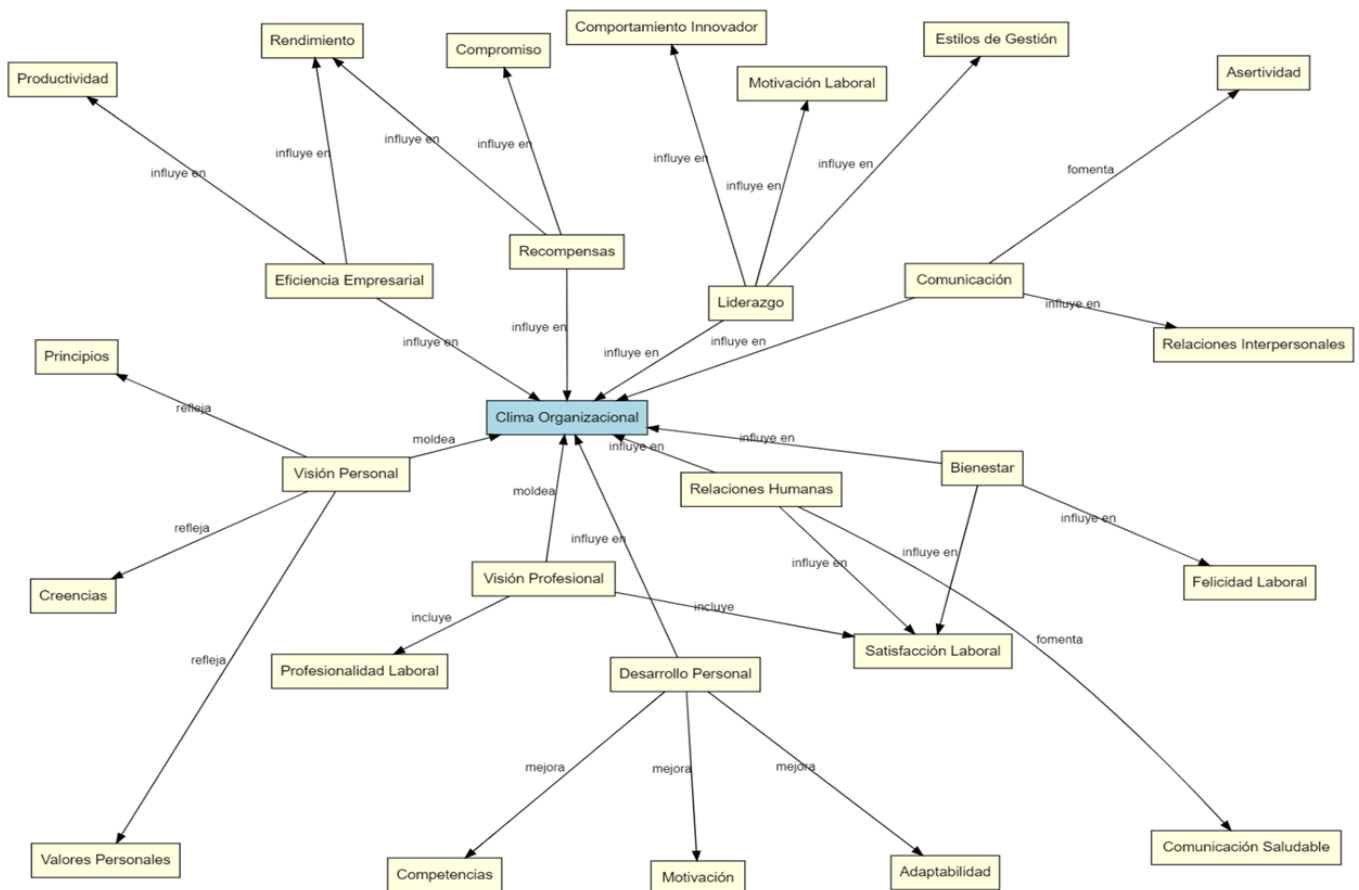 Comportamiento Innovador
Rendimiento
Compromiso
Estilos de Gestión
Productividad
Motivación Laboral
Asertividad
influye en
influye en
influye en
influye en
influye en
influye en
influye en
fomenta
Recompensas
Eficiencia Empresarial
Comunicación
Liderazgo
influye en
influye en
influye en
influye en
influye en
Relaciones Interpersonales
Principios
refleja
Clima Organizacional
moldea
influye en
influye en
Visión Personal
Relaciones Humanas
Bienestar
moldea
influye en
refleja
influye en
influye en
influye en
Visión Profesional
Felicidad Laboral
Creencias
incluye
incluye
fomenta
refleja
Profesionalidad Laboral
Desarrollo Personal
Satisfacción Laboral
mejora
mejora
mejora
Valores Personales
Competencias
Motivación
Adaptabilidad
Comunicación Saludable